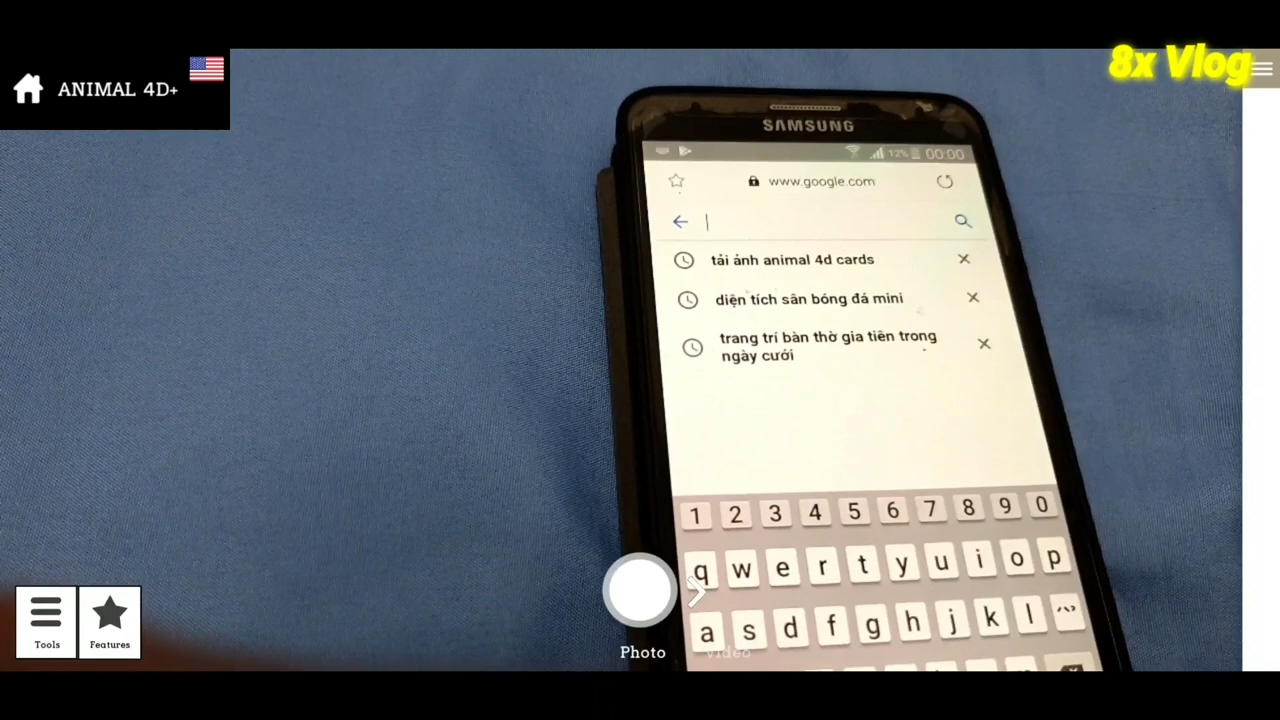 8x Vlog
ANIMAL 4D+
SAMSUNG
12% 00:00
www.google.com
tải ảnh animal 4d cards
diện tích sân bóng đá mini
trang trí bàn thờ gia tiên trong
ngày cưới
1 2 3 4 5 6 7 8 9 0
q w e r t y u i o p
a s d f g h j k l ^^
Tools
Features
Photo
Video